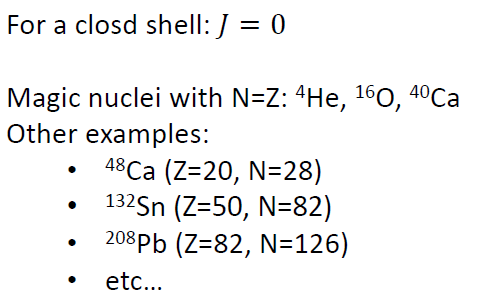 For a closd shell: J = 0
Magic nuclei with N=Z: ⁴He, ¹⁶O, ⁴⁰Ca
Other examples:
• ⁴⁸Ca (Z=20, N=28)
• ¹³²Sn (Z=50, N=82)
• ²⁰⁸Pb (Z=82, N=126)
• etc...